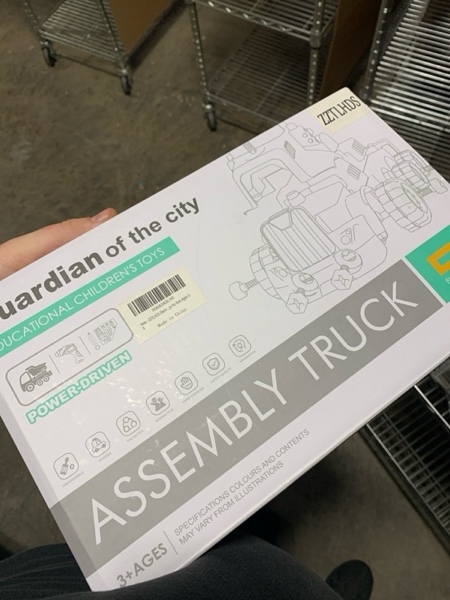 ZZTLHDS
uardian of the city
DUCATIONAL CHILDREN'S TOYS
Made in China
POWER-DRIVEN
ASSEMBLY TRUCK
3+AGES
SPECIFICATIONS COLOURS AND CONTENTS
MAY VARY FROM ILLUSTRATIONS